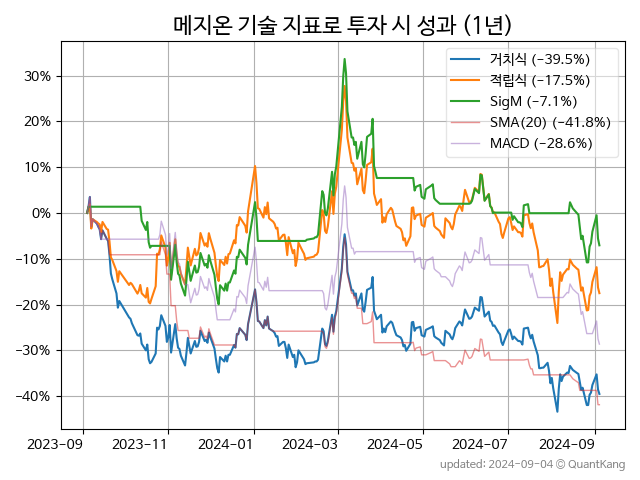 메지온 기술 지표로 투자 시 성과 (1년)
거치식 (−39.5%)
적립식 (−17.5%)
SigM (−7.1%)
SMA(20) (−41.8%)
MACD (−28.6%)
30%
20%
10%
0%
−10%
−20%
−30%
−40%
2023-09 2023-11 2024-01 2024-03 2024-05 2024-07 2024-09
updated: 2024-09-04 © QuantKang